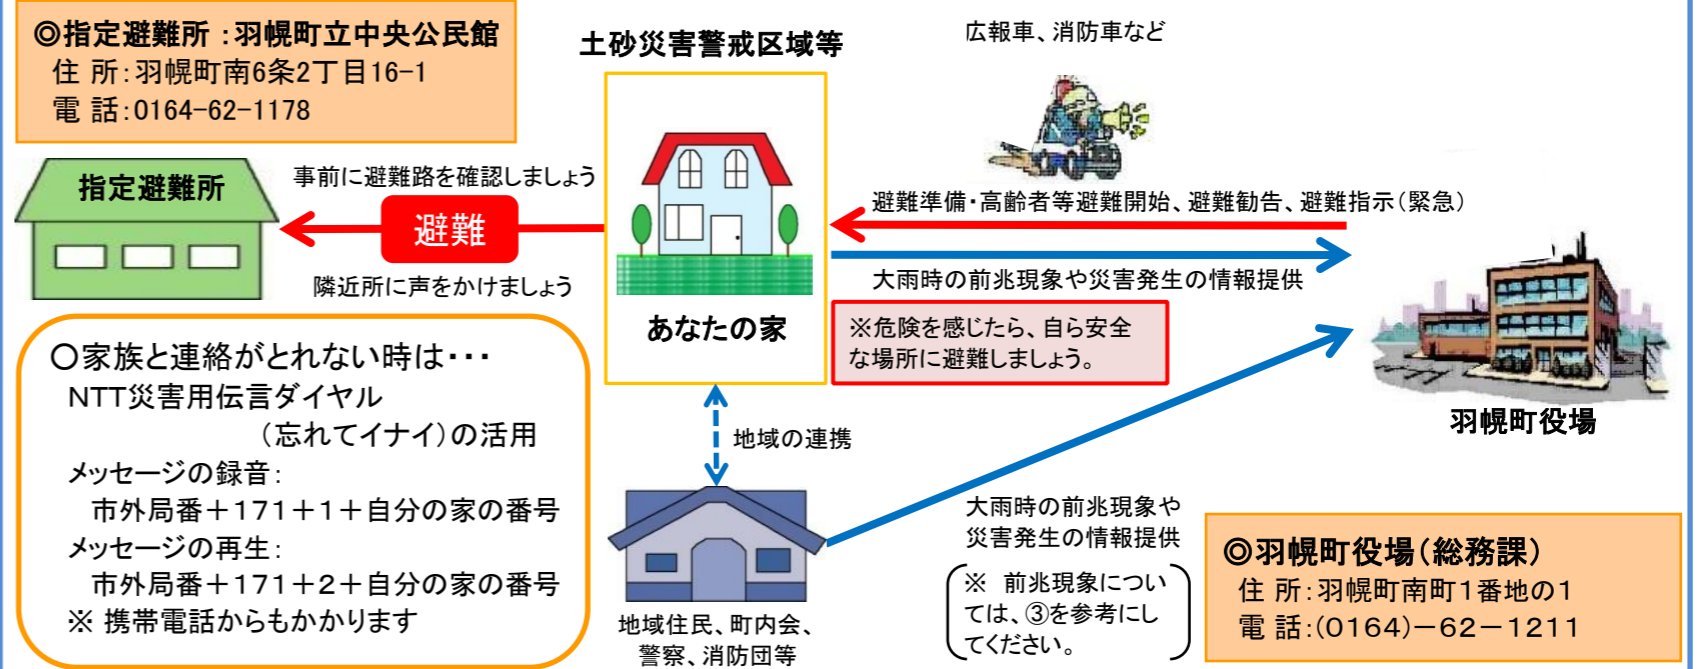 ◎指定避難所：羽幌町立中央公民館
住 所：羽幌町南6条2丁目16-1
電 話：0164-62-1178
土砂災害警戒区域等
広報車、消防車など
指定避難所
事前に避難路を確認しましょう
避難
隣近所に声をかけましょう
避難準備・高齢者等避難開始、避難勧告、避難指示（緊急）
大雨時の前兆現象や災害発生の情報提供
あなたの家
※危険を感じたら、自ら安全
な場所に避難しましょう。
羽幌町役場
○家族と連絡がとれない時は・・・
NTT災害用伝言ダイヤル
（忘れてイナイ）の活用
メッセージの録音：
市外局番＋171＋1＋自分の家の番号
メッセージの再生：
市外局番＋171＋2＋自分の家の番号
※ 携帯電話からもかかります
地域の連携
地域住民、町内会、
警察、消防団等
大雨時の前兆現象や
災害発生の情報提供
※ 前兆現象につい
ては、③を参考にし
てください。
◎羽幌町役場（総務課）
住 所：羽幌町南町1番地の1
電 話：（0164）－62－1211